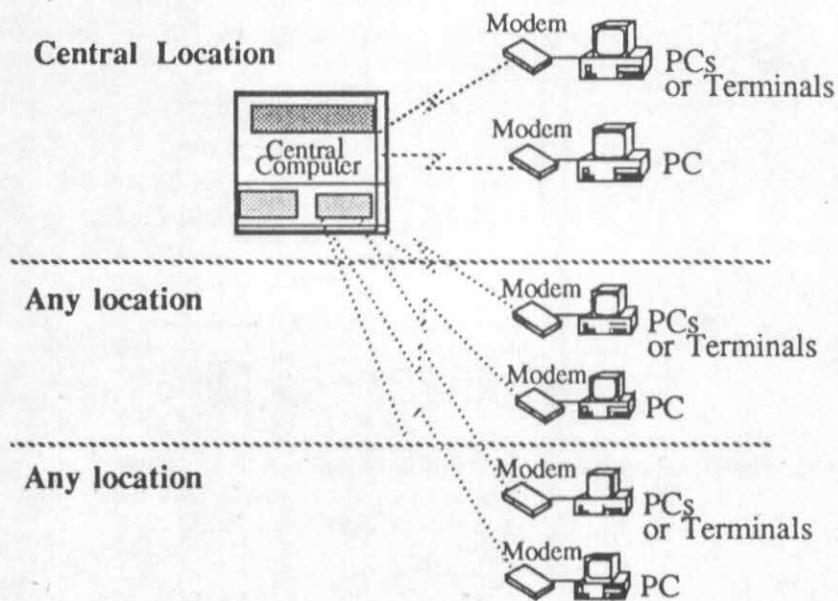 Modem
Central Location
PCs
or Terminals
Modem
Central
Computer
PC
Any location
Modem
PCs
or Terminals
Modem
PC
Any location
Modem
PCs
or Terminals
Modem
PC